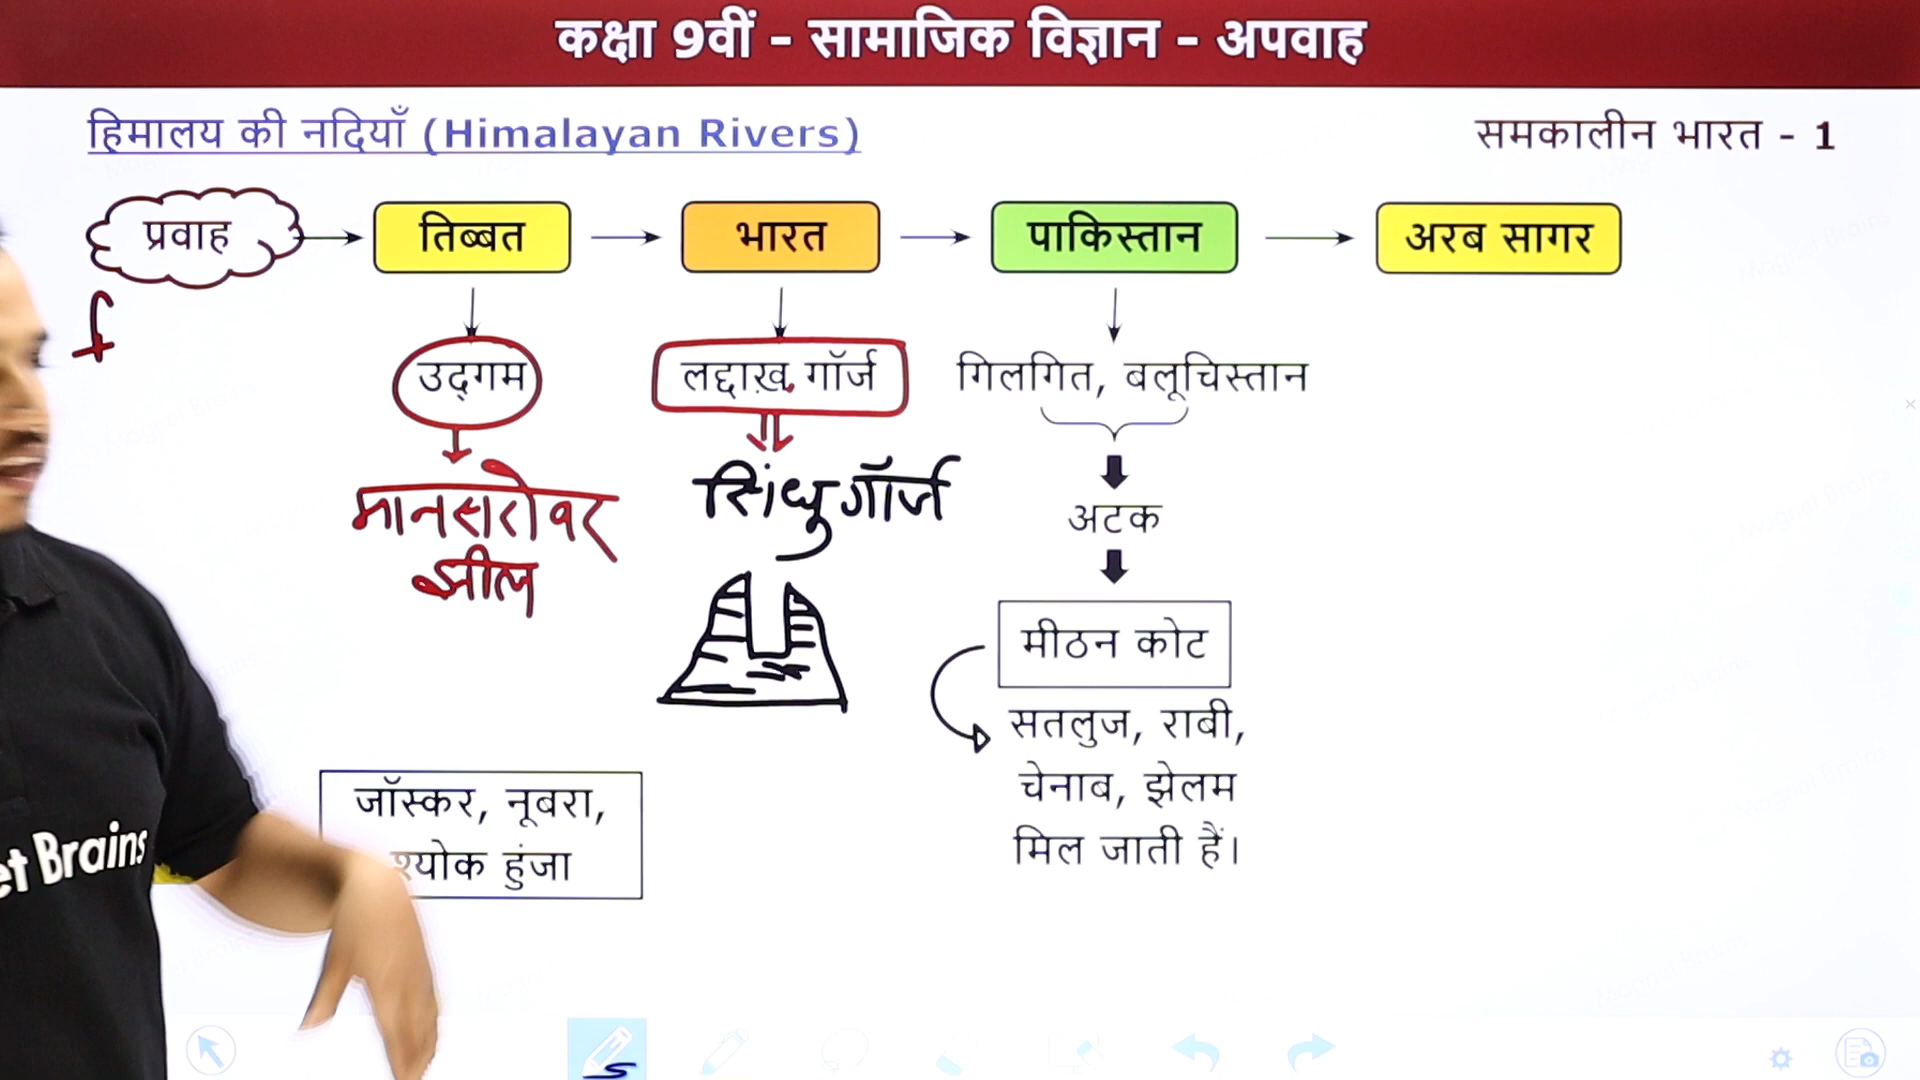 कक्षा 9वीं - सामाजिक विज्ञान - अपवाह
हिमालय की नदियाँ (Himalayan Rivers)
समकालीन भारत - 1
प्रवाह
तिब्बत
भारत
पाकिस्तान
अरब सागर
उद्गम
लद्दाख़, गॉर्ज
गिलगित, बलूचिस्तान
मानसरोवर
झील
सिंधु गॉर्ज
अटक
मीठन कोट
सतलुज, रावी,
चेनाब, झेलम
मिल जाती हैं।
जॉस्कर, नूबरा,
श्योक हुंजा
et Brains